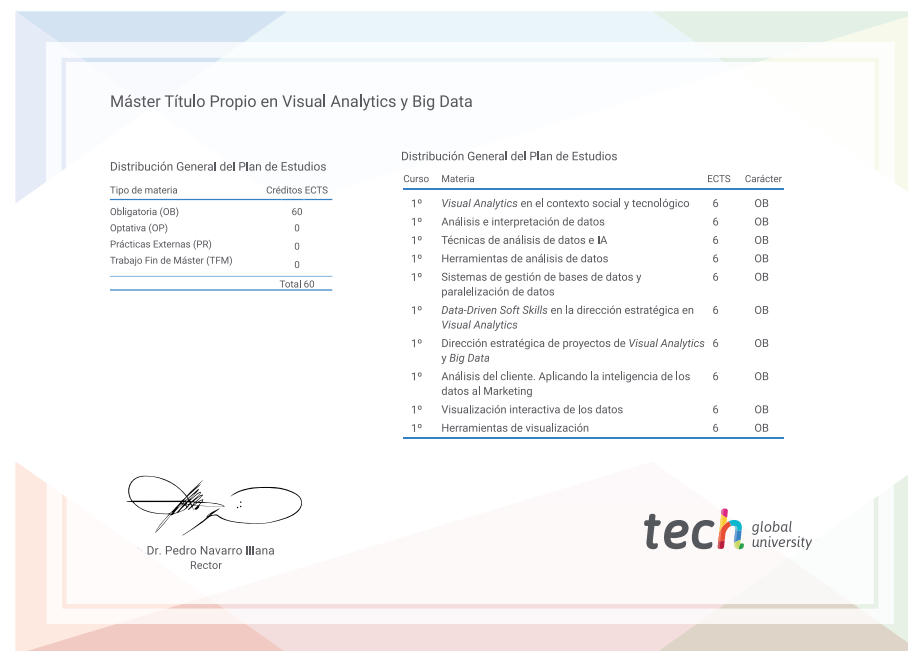 Máster Título Propio en Visual Analytics y Big Data
Distribución General del Plan de Estudios
Tipo de materia Créditos ECTS
Obligatoria (OB) 60
Optativa (OP) 0
Prácticas Externas (PR) 0
Trabajo Fin de Máster (TFM) 0
Total 60
Distribución General del Plan de Estudios
Curso Materia ECTS Carácter
1º Visual Analytics en el contexto social y tecnológico 6 OB
1º Análisis e interpretación de datos 6 OB
1º Técnicas de análisis de datos e IA 6 OB
1º Herramientas de análisis de datos 6 OB
1º Sistemas de gestión de bases de datos y 6 OB
paralelización de datos
1º Data-Driven Soft Skills en la dirección estratégica en 6 OB
Visual Analytics
1º Dirección estratégica de proyectos de Visual Analytics 6 OB
y Big Data
1º Análisis del cliente. Aplicando la inteligencia de los 6 OB
datos al Marketing
1º Visualización interactiva de los datos 6 OB
1º Herramientas de visualización 6 OB
Dr. Pedro Navarro Illana
Rector
tech global
university